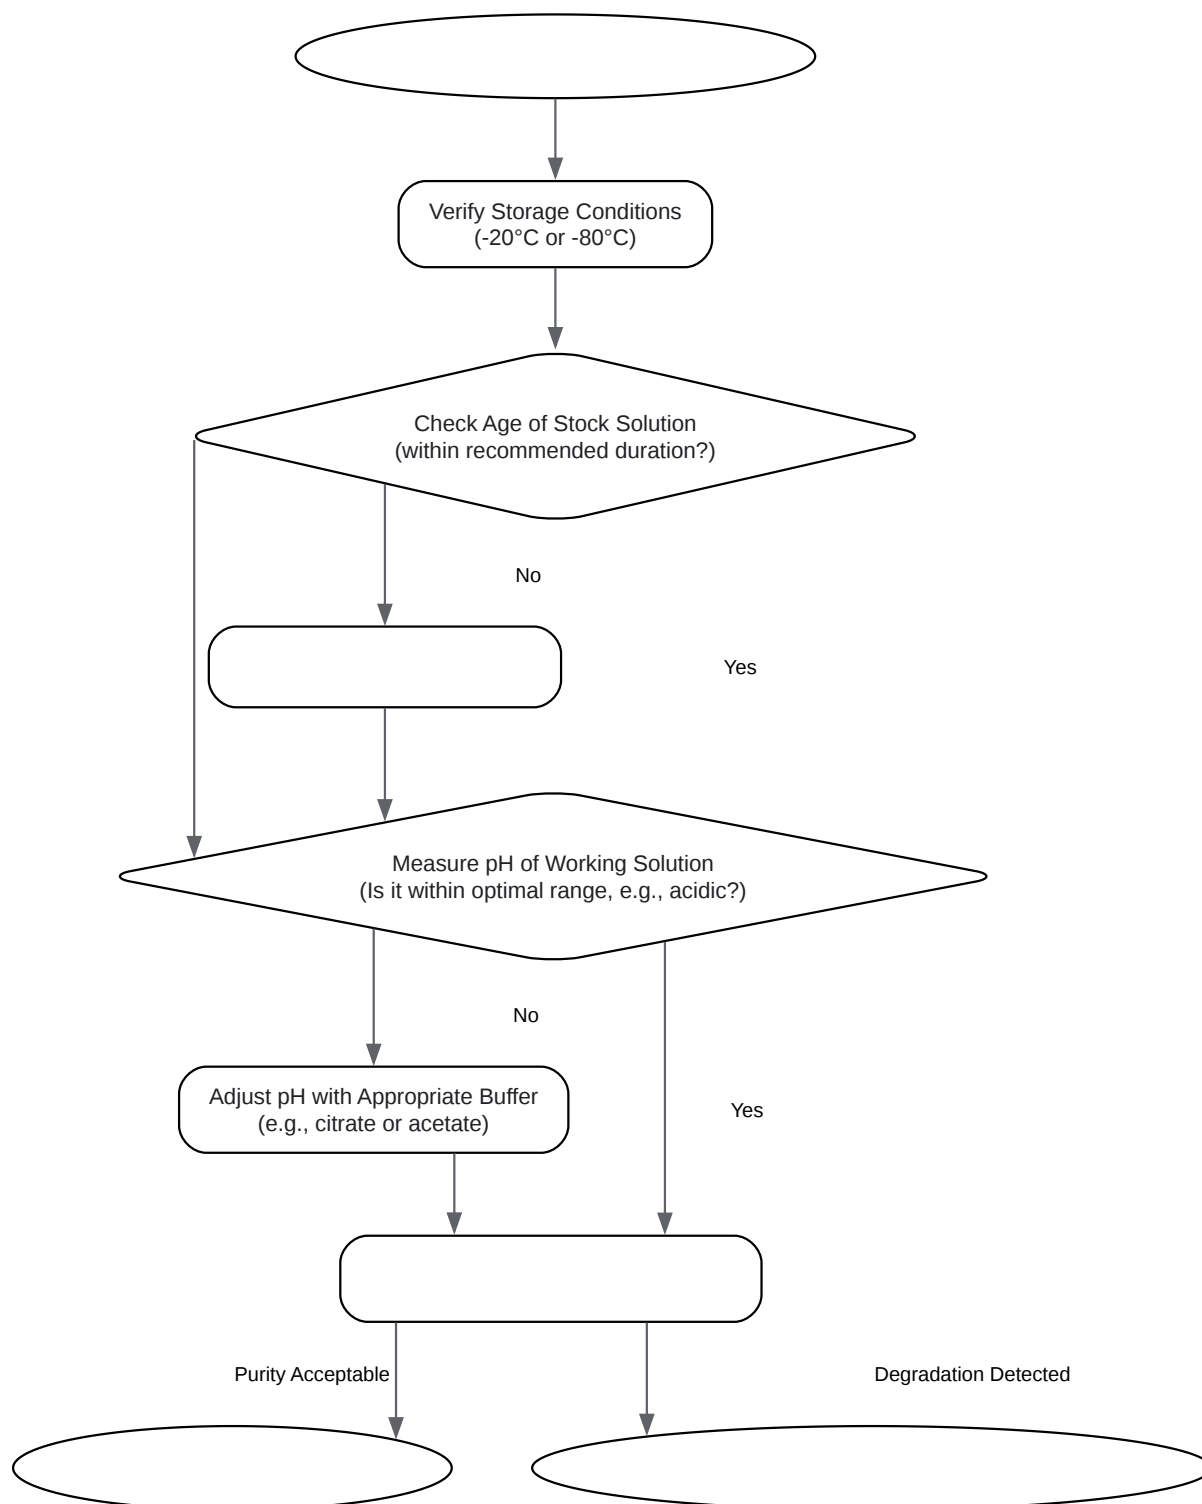 Verify Storage Conditions
(-20°C or -80°C)
Check Age of Stock Solution
(within recommended duration?)
No
Yes
Measure pH of Working Solution
(Is it within optimal range, e.g., acidic?)
No
Adjust pH with Appropriate Buffer
(e.g., citrate or acetate)
Yes
Purity Acceptable
Degradation Detected